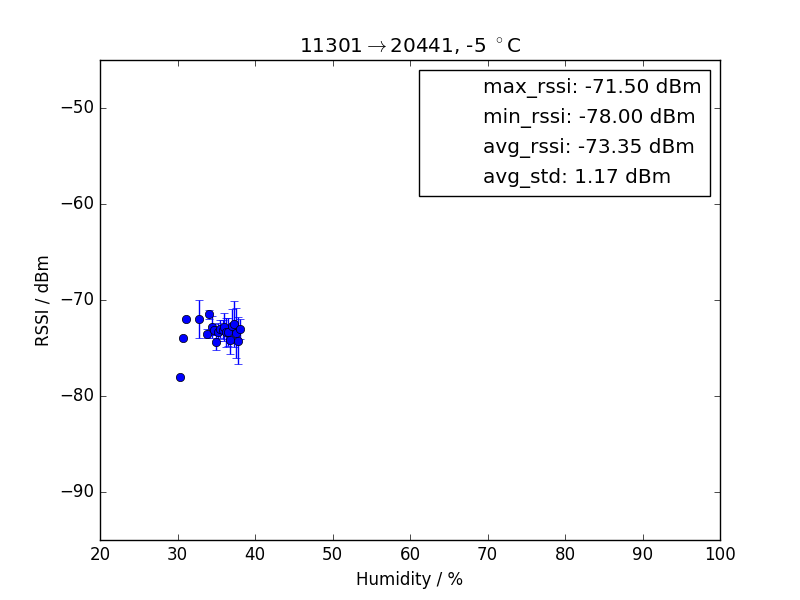 11301→20441, -5 °C
max_rssi: -71.50 dBm
min_rssi: -78.00 dBm
avg_rssi: -73.35 dBm
avg_std: 1.17 dBm
RSSI / dBm
−50
−60
−70
−80
−90
20 30 40 50 60 70 80 90 100
Humidity / %